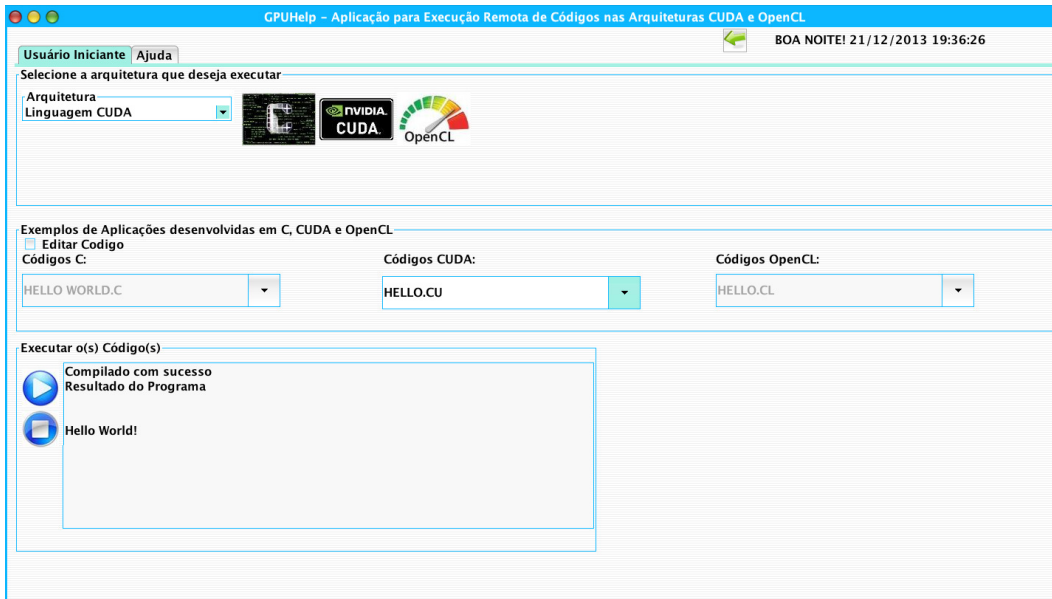 GPUHelp - Aplicação para Execução Remota de Códigos nas Arquiteturas CUDA e OpenCL
BOA NOITE! 21/12/2013 19:36:26
Usuário Iniciante Ajuda
Selecione a arquitetura que deseja executar
Arquitetura
Linguagem CUDA
C
NVIDIA.
CUDA.
OpenCL
Exemplos de Aplicações desenvolvidas em C, CUDA e OpenCL
Editar Codigo
Códigos C: Códigos CUDA: Códigos OpenCL:
HELLO WORLD.C HELLO.CU HELLO.CL
Executar o(s) Código(s)
Compilado com sucesso
Resultado do Programa
Hello World!